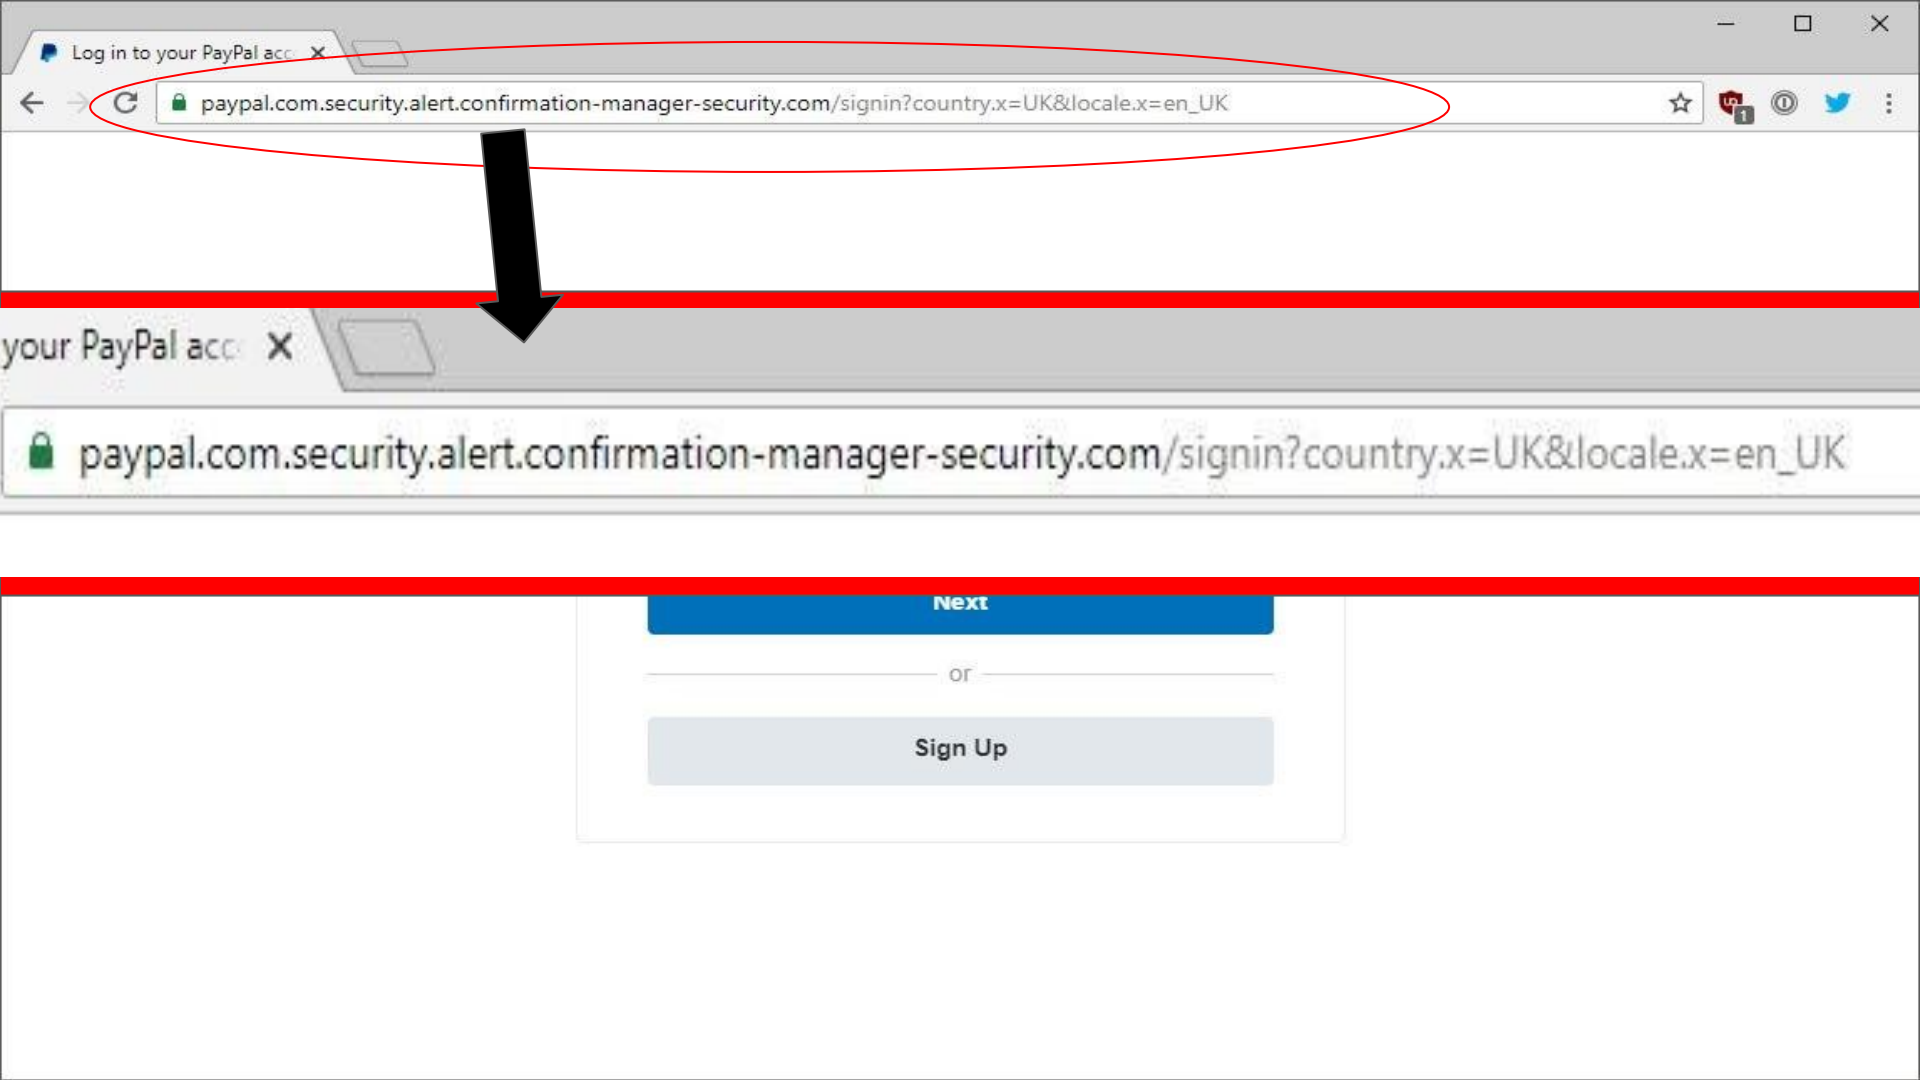 Log in to your PayPal acc
paypal.com.security.alert.confirmation-manager-security.com/signin?country.x=UK&locale.x=en_UK
1
your PayPal acc
paypal.com.security.alert.confirmation-manager-security.com/signin?country.x=UK&locale.x=en_UK
Next
or
Sign Up